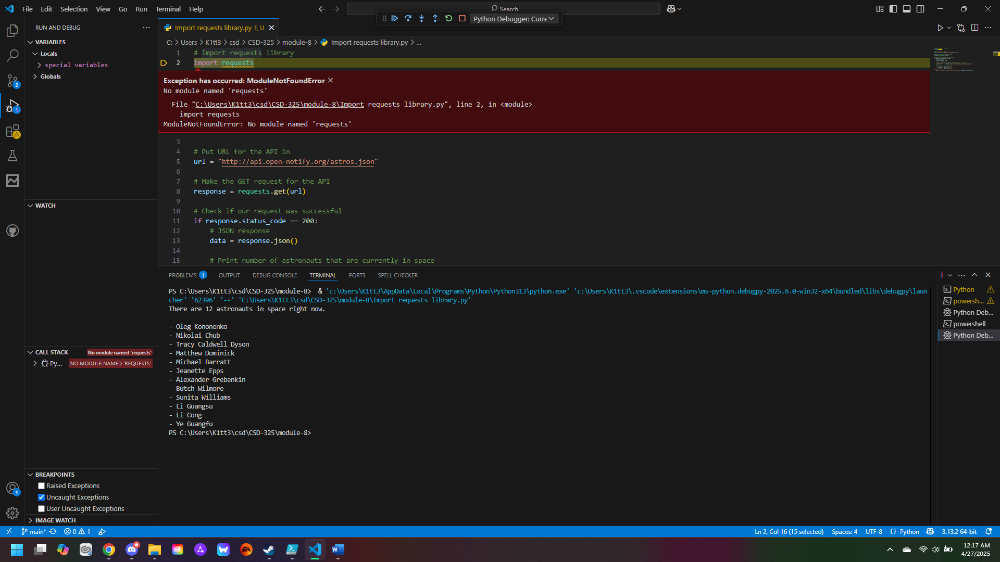 File Edit Selection View Go Run Terminal Help
Search
RUN AND DEBUG
Import requests library.py 1, U
Python Debugger: Curre
VARIABLES
Locals
special variables
Globals
C: > Users > K1tt3 > csd > CSD-325 > module-8 > Import requests library.py > ...
1 # Import requests library
2 import requests
Exception has occurred: ModuleNotFoundError
No module named 'requests'
File "C:\Users\K1tt3\csd\CSD-325\module-8\Import requests library.py", line 2, in <module>
import requests
ModuleNotFoundError: No module named 'requests'
3
4 # Put URL for the API in
5 url = "http://api.open-notify.org/astros.json"
6
7 # Make the GET request for the API
8 response = requests.get(url)
9
10 # Check if our request was successful
11 if response.status_code == 200:
12 # JSON response
13 data = response.json()
14
15 # Print number of astronauts that are currently in space
2
1
WATCH
CALL STACK No module named 'requests'
Py... NO MODULE NAMED 'REQUESTS'
BREAKPOINTS
Raised Exceptions
Uncaught Exceptions
User Uncaught Exceptions
IMAGE WATCH
1
PROBLEMS 1 OUTPUT DEBUG CONSOLE TERMINAL PORTS SPELL CHECKER
PS C:\Users\K1tt3\csd\CSD-325\module-8>  & 'c:\Users\K1tt3\AppData\Local\Programs\Python\Python313\python.exe' 'c:\Users\K1tt3\.vscode\extensions\ms-python.debugpy-2025.6.0-win32-x64\bundled\libs\debugpy\laun
cher' '62396' '--' 'C:\Users\K1tt3\csd\CSD-325\module-8\Import requests library.py'
There are 12 astronauts in space right now.
- Oleg Kononenko
- Nikolai Chub
- Tracy Caldwell Dyson
- Matthew Dominick
- Michael Barratt
- Jeanette Epps
- Alexander Grebenkin
- Butch Wilmore
- Sunita Williams
- Li Guangsu
- Li Cong
- Ye Guangfu
PS C:\Users\K1tt3\csd\CSD-325\module-8>
Python
powersh...
Python Deb...
powershell
Python Deb...
main* 0 1
Ln 2, Col 16 (15 selected) Spaces: 4 UTF-8 {} Python 3.13.2 64-bit
12:17 AM
4/27/2025